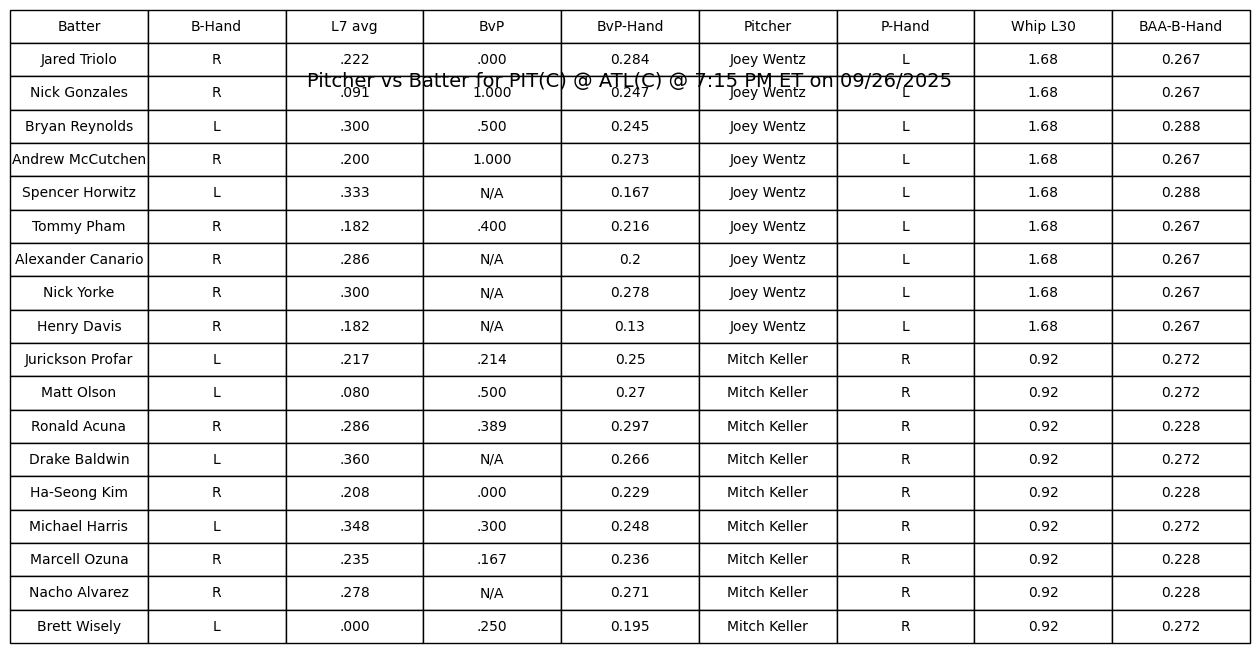 Batter B-Hand L7 avg BvP BvP-Hand Pitcher P-Hand Whip L30 BAA-B-Hand
Jared Triolo R .222 .000 0.284 Joey Wentz L 1.68 0.267
Pitcher vs Batter for PIT(C) @ ATL(C) @ 7:15 PM ET on 09/26/2025
Nick Gonzales R .091 1.000 0.247 Joey Wentz L 1.68 0.267
Bryan Reynolds L .300 .500 0.245 Joey Wentz L 1.68 0.288
Andrew McCutchen R .200 1.000 0.273 Joey Wentz L 1.68 0.267
Spencer Horwitz L .333 N/A 0.167 Joey Wentz L 1.68 0.288
Tommy Pham R .182 .400 0.216 Joey Wentz L 1.68 0.267
Alexander Canario R .286 N/A 0.2 Joey Wentz L 1.68 0.267
Nick Yorke R .300 N/A 0.278 Joey Wentz L 1.68 0.267
Henry Davis R .182 N/A 0.13 Joey Wentz L 1.68 0.267
Jurickson Profar L .217 .214 0.25 Mitch Keller R 0.92 0.272
Matt Olson L .080 .500 0.27 Mitch Keller R 0.92 0.272
Ronald Acuna R .286 .389 0.297 Mitch Keller R 0.92 0.228
Drake Baldwin L .360 N/A 0.266 Mitch Keller R 0.92 0.272
Ha-Seong Kim R .208 .000 0.229 Mitch Keller R 0.92 0.228
Michael Harris L .348 .300 0.248 Mitch Keller R 0.92 0.272
Marcell Ozuna R .235 .167 0.236 Mitch Keller R 0.92 0.228
Nacho Alvarez R .278 N/A 0.271 Mitch Keller R 0.92 0.228
Brett Wisely L .000 .250 0.195 Mitch Keller R 0.92 0.272